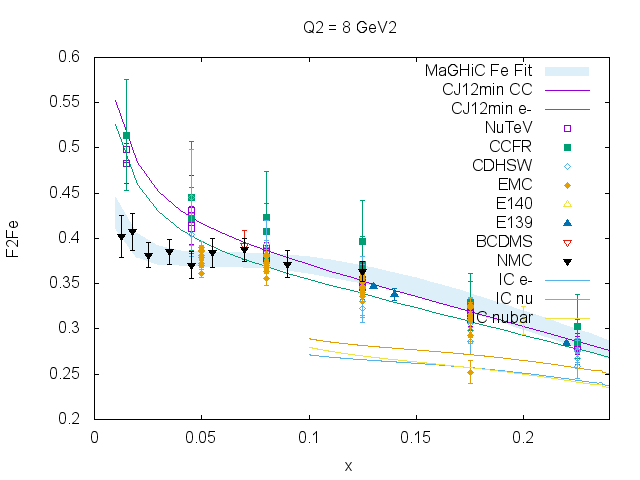 Q2 = 8 GeV2
0.6
0.55
0.5
0.45
0.4
0.35
0.3
0.25
0.2
F2Fe
0
0.05
0.1
0.15
0.2
x
MaGHiC Fe Fit
CJ12min CC
CJ12min e-
NuTeV
CCFR
CDHSW
EMC
E140
E139
BCDMS
NMC
IC e-
IC nu
IC nubar